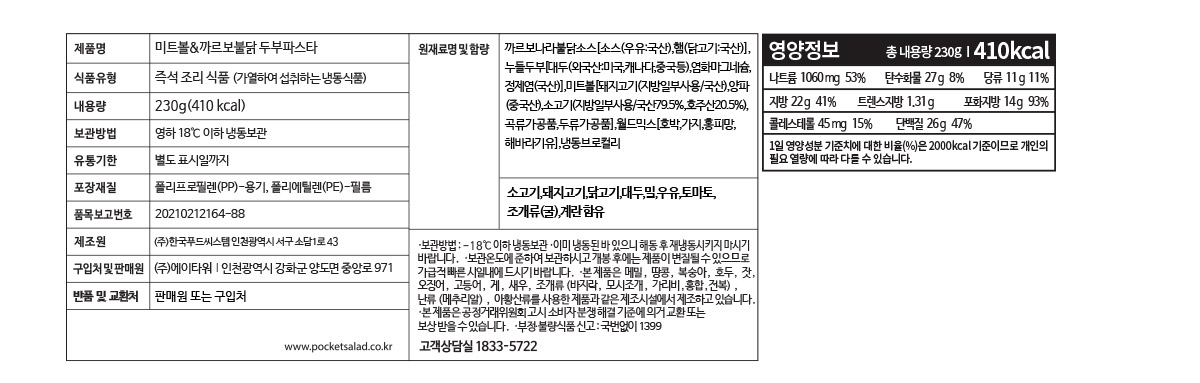 제품명 미트볼&까르보불닭 두부파스타
식품유형 즉석 조리 식품 (가열하여 섭취하는 냉동식품)
내용량 230g(410 kcal)
보관방법 영하 18℃ 이하 냉동보관
유통기한 별도 표시일까지
포장재질 폴리프로필렌(PP)-용기, 폴리에틸렌(PE)-필름
품목보고번호 20210212164-88
제조원 (주)한국푸드씨스템 인천광역시 서구 소담1로 43
구입처 및 판매원 (주)에이타워 I 인천광역시 강화군 양도면 중앙로 971
반품 및 교환처 판매원 또는 구입처
www.pocketsalad.co.kr
원재료명 및 함량
까르보나라불닭소스[소스(우유:국산),햄(닭고기:국산)],
누들두부[대두(외국산:미국,캐나다,중국등),염화마그네슘,
정제염(국산)],미트볼[돼지고기(지방일부사용/국산),양파
(중국산),소고기(지방일부사용/국산79.5%,호주산20.5%),
곡류가공품,두류가공품],월드믹스[호박,가지,홍피망,
해바라기유],냉동브로컬리
소고기,돼지고기,닭고기,대두,밀,우유,토마토,
조개류(굴),계란 함유
·보관방법 : -18℃ 이하 냉동보관 ·이미 냉동된 바 있으니 해동 후 재냉동시키지 마시기
바랍니다. ·보관온도에 준하여 보관하시고 개봉 후에는 제품이 변질될 수 있으므로
가급적 빠른 시일내에 드시기 바랍니다. ·본 제품은 메밀, 땅콩, 복숭아, 호두, 잣,
오징어, 고등어, 게, 새우, 조개류 (바지락, 모시조개, 가리비,홍합,전복) ,
난류 (메추리알) , 아황산류를 사용한 제품과 같은 제조시설에서 제조하고 있습니다.
·본 제품은 공정거래위원회 고시 소비자 분쟁 해결 기준에 의거 교환 또는
보상 받을 수 있습니다. ·부정·불량식품 신고 : 국번없이 1399
고객상담실 1833-5722
영양정보 총 내용량 230g I 410kcal
나트륨 1060 mg 53% 탄수화물 27 g 8% 당류 11 g 11%
지방 22 g 41% 트렌스지방 1.31 g 포화지방 14 g 93%
콜레스테롤 45 mg 15% 단백질 26 g 47%
1일 영양성분 기준치에 대한 비율(%)은 2000kcal 기준이므로 개인의
필요 열량에 따라 다를 수 있습니다.